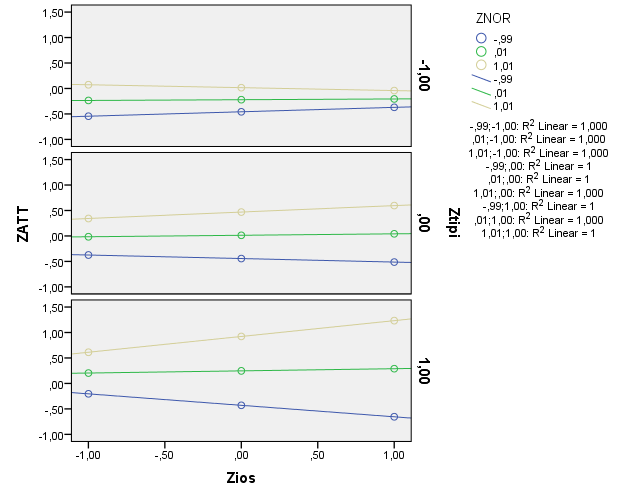 ZNOR
-,99
,01
1,01
-,99
,01
1,01
-,99;-1,00: R2 Linear = 1,000
,01;-1,00: R2 Linear = 1,000
1,01;-1,00: R2 Linear = 1,000
-,99;,00: R2 Linear = 1
,01;,00: R2 Linear = 1
1,01;,00: R2 Linear = 1,000
-,99;1,00: R2 Linear = 1
,01;1,00: R2 Linear = 1,000
1,01;1,00: R2 Linear = 1
ZATT
1,50
1,00
,50
,00
-,50
-1,00
-1,00
1,50
1,00
,50
,00
-,50
-1,00
,00
1,50
1,00
,50
,00
-,50
-1,00
1,00
Ztipi
-1,00 -,50 ,00 ,50 1,00
Zios